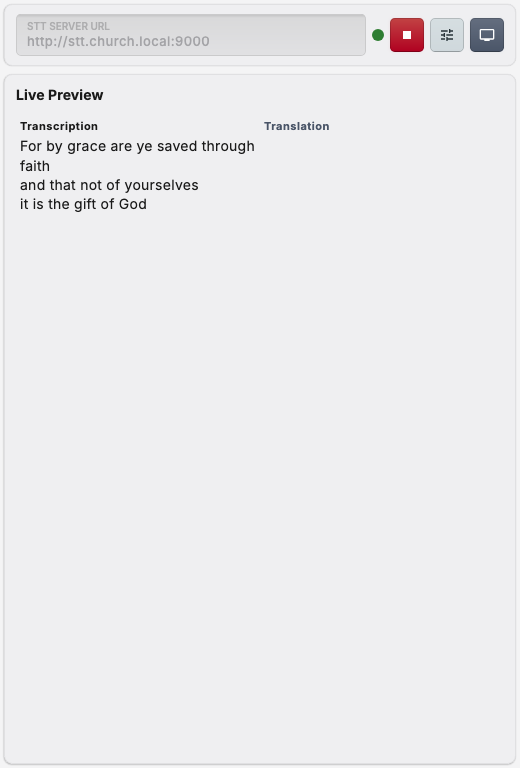 STT SERVER URL
http://stt.church.local:9000
Live Preview
Transcription
For by grace are ye saved through
faith
and that not of yourselves
it is the gift of God
Translation